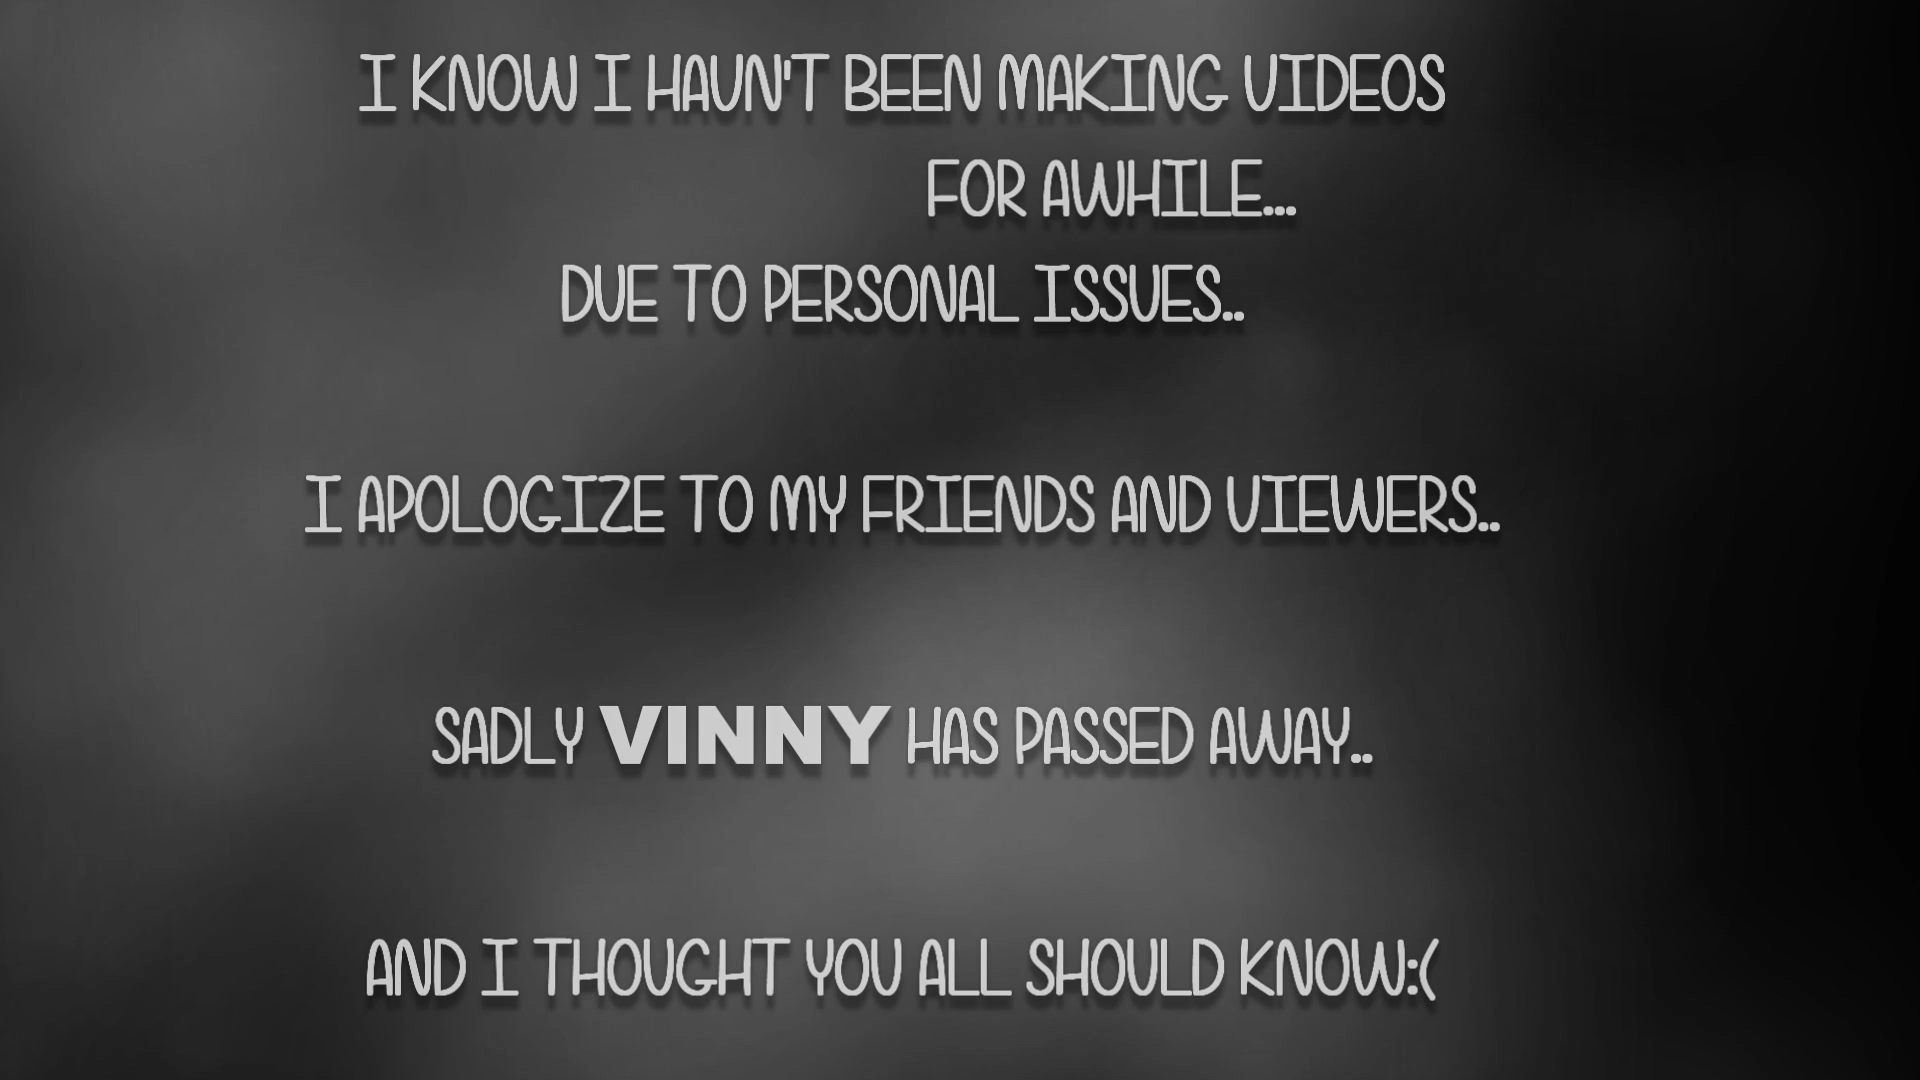 I KNOW I HAVN'T BEEN MAKING VIDEOS
FOR AWHILE...
DUE TO PERSONAL ISSUES..
I APOLOGIZE TO MY FRIENDS AND VIEWERS..
SADLY VINNY HAS PASSED AWAY..
AND I THOUGHT YOU ALL SHOULD KNOW:(